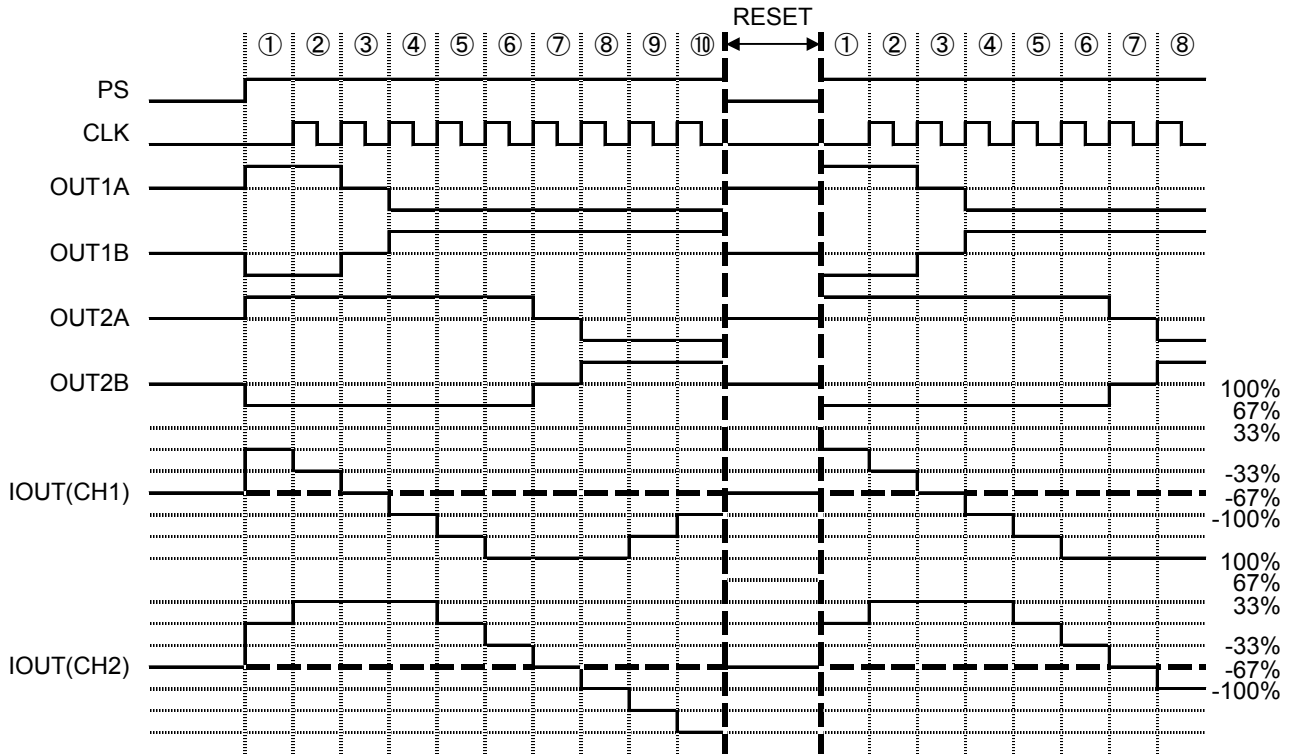 RESET
① ② ③ ④ ⑤ ⑥ ⑦ ⑧ ⑨ ⑩ ① ② ③ ④ ⑤ ⑥ ⑦ ⑧
PS
CLK
OUT1A
OUT1B
OUT2A
OUT2B
100%
67%
33%
-33%
IOUT(CH1)
-67%
-100%
100%
67%
33%
-33%
IOUT(CH2)
-67%
-100%